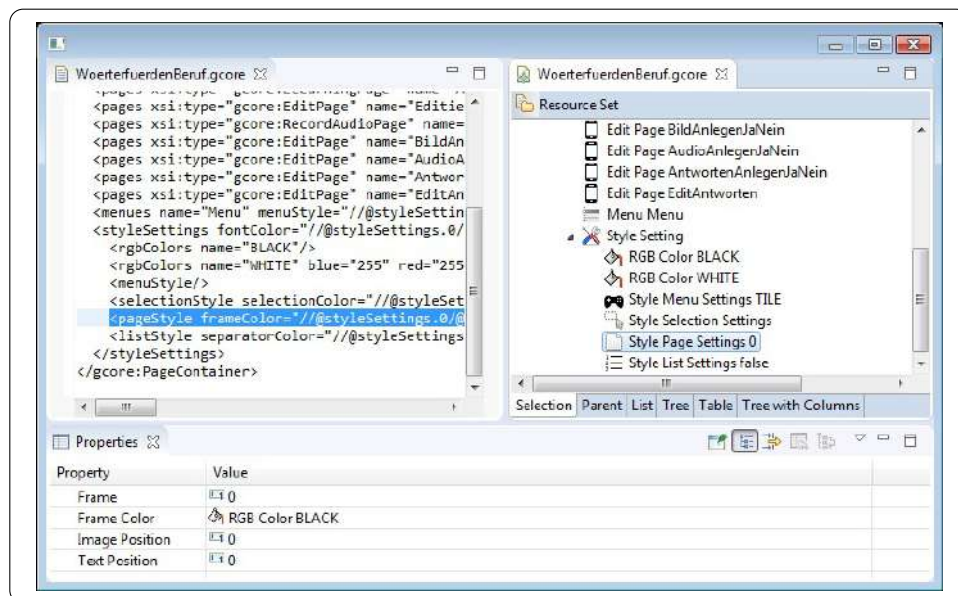 WoerterfuerdenBeruf.gcore
<pages xsi:type="gcore:EditPage" name="Editie
<pages xsi:type="gcore:RecordAudioPage" name=
<pages xsi:type="gcore:EditPage" name="BildAn
<pages xsi:type="gcore:EditPage" name="AudioA
<pages xsi:type="gcore:EditPage" name="Antwor
<pages xsi:type="gcore:EditPage" name="EditAn
<menues name="Menu" menuStyle="//@styleSettin
<styleSettings fontColor="//@styleSettings.0/
<rgbColors name="BLACK"/>
<rgbColors name="WHITE" blue="255" red="255
<menuStyle/>
<selectionStyle selectionColor="//@styleSet
<pageStyle frameColor="//@styleSettings.0/@
<listStyle separatorColor="//@styleSettings
</styleSettings>
</gcore:PageContainer>
WoerterfuerdenBeruf.gcore
Resource Set
Edit Page BildAnlegenJaNein
Edit Page AudioAnlegenJaNein
Edit Page AntwortenAnlegenJaNein
Edit Page EditAntworten
Menu Menu
Style Setting
RGB Color BLACK
RGB Color WHITE
Style Menu Settings TILE
Style Selection Settings
Style Page Settings 0
Style List Settings false
Selection Parent List Tree Table Tree with Columns
Properties
Property Value
Frame 0
Frame Color RGB Color BLACK
Image Position 0
Text Position 0